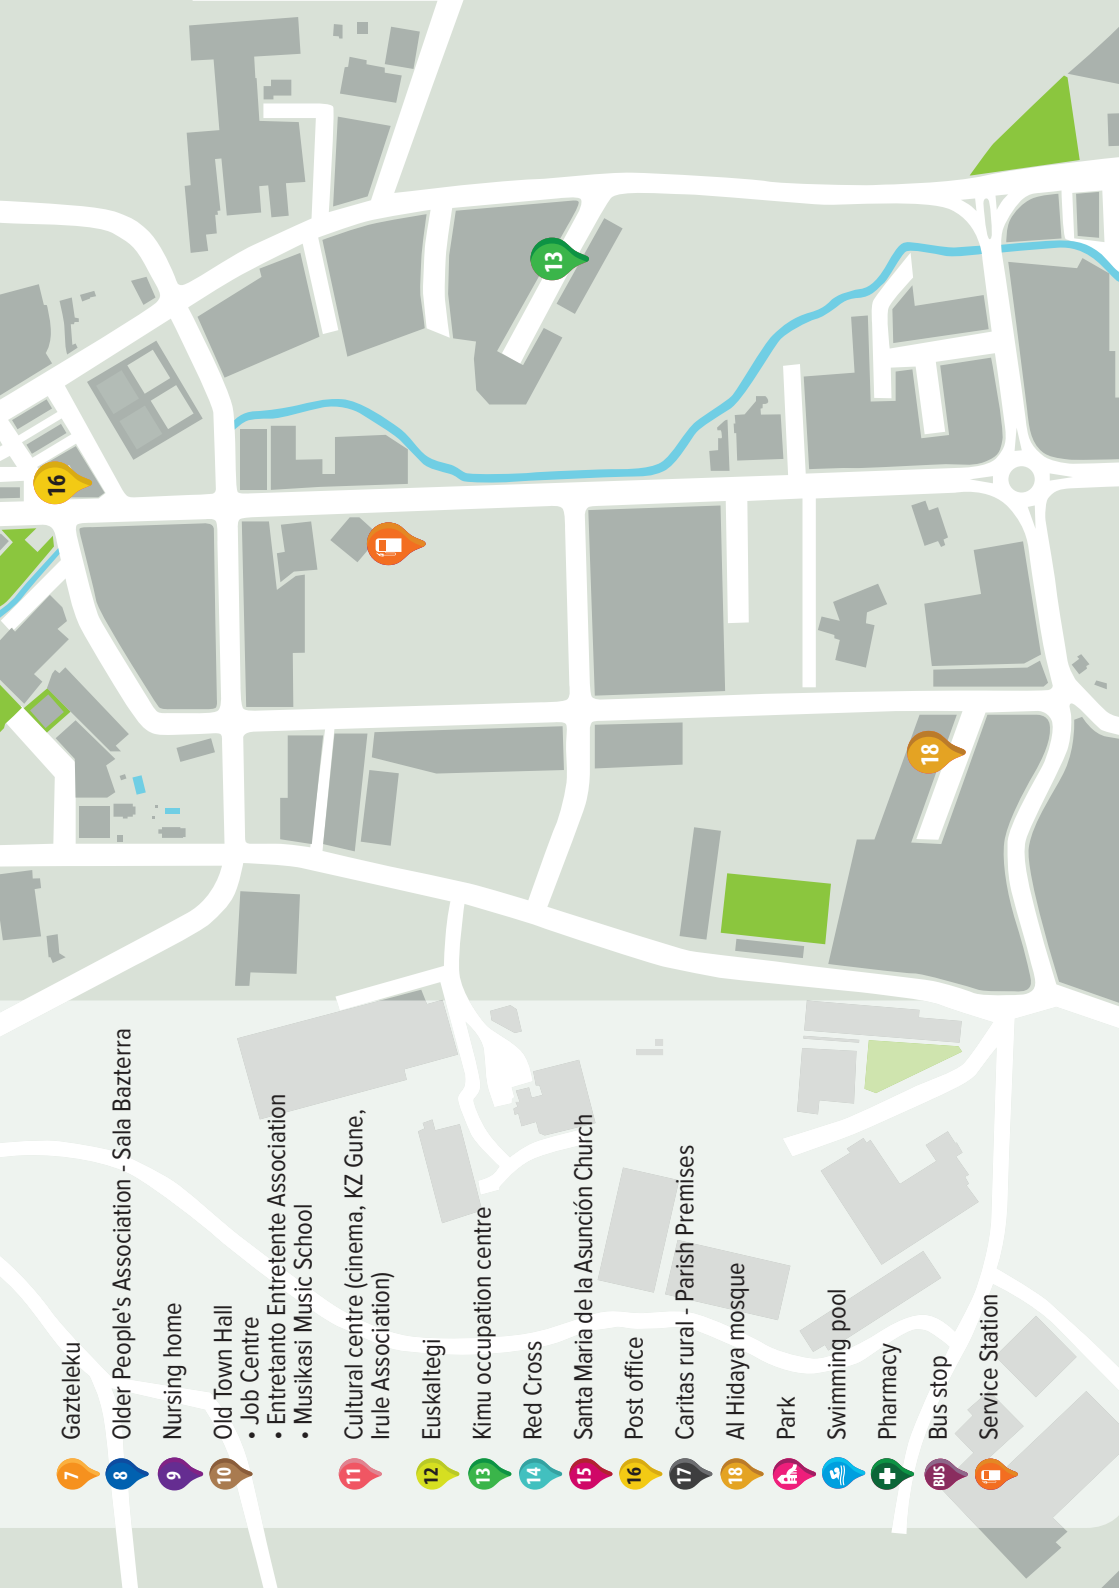 16
13
18
7 Gazteleku
8 Older People's Association - Sala Bazterra
9 Nursing home
10 Old Town Hall
• Job Centre
• Entretanto Entretente Association
• Musikasi Music School
11 Cultural centre (cinema, KZ Gune,
Irule Association)
12 Euskaltegi
13 Kimu occupation centre
14 Red Cross
15 Santa Maria de la Asunción Church
16 Post office
17 Caritas rural - Parish Premises
18 Al Hidaya mosque
Park
Swimming pool
Pharmacy
BUS Bus stop
Service Station